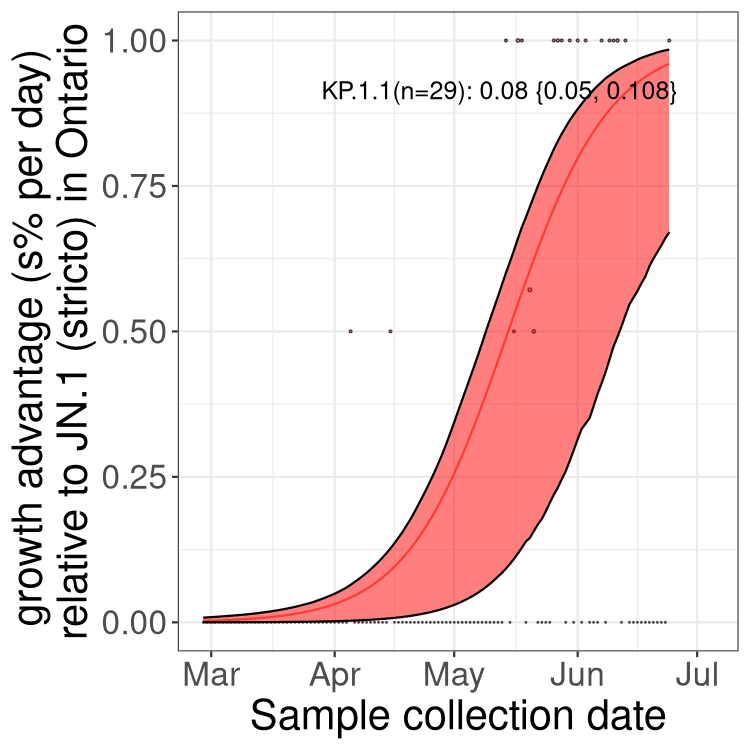 growth advantage (s% per day)
relative to JN.1 (stricto) in Ontario
1.00
0.75
0.50
0.25
0.00
KP.1.1(n=29): 0.08 {0.05, 0.108}
Mar Apr May Jun Jul
Sample collection date